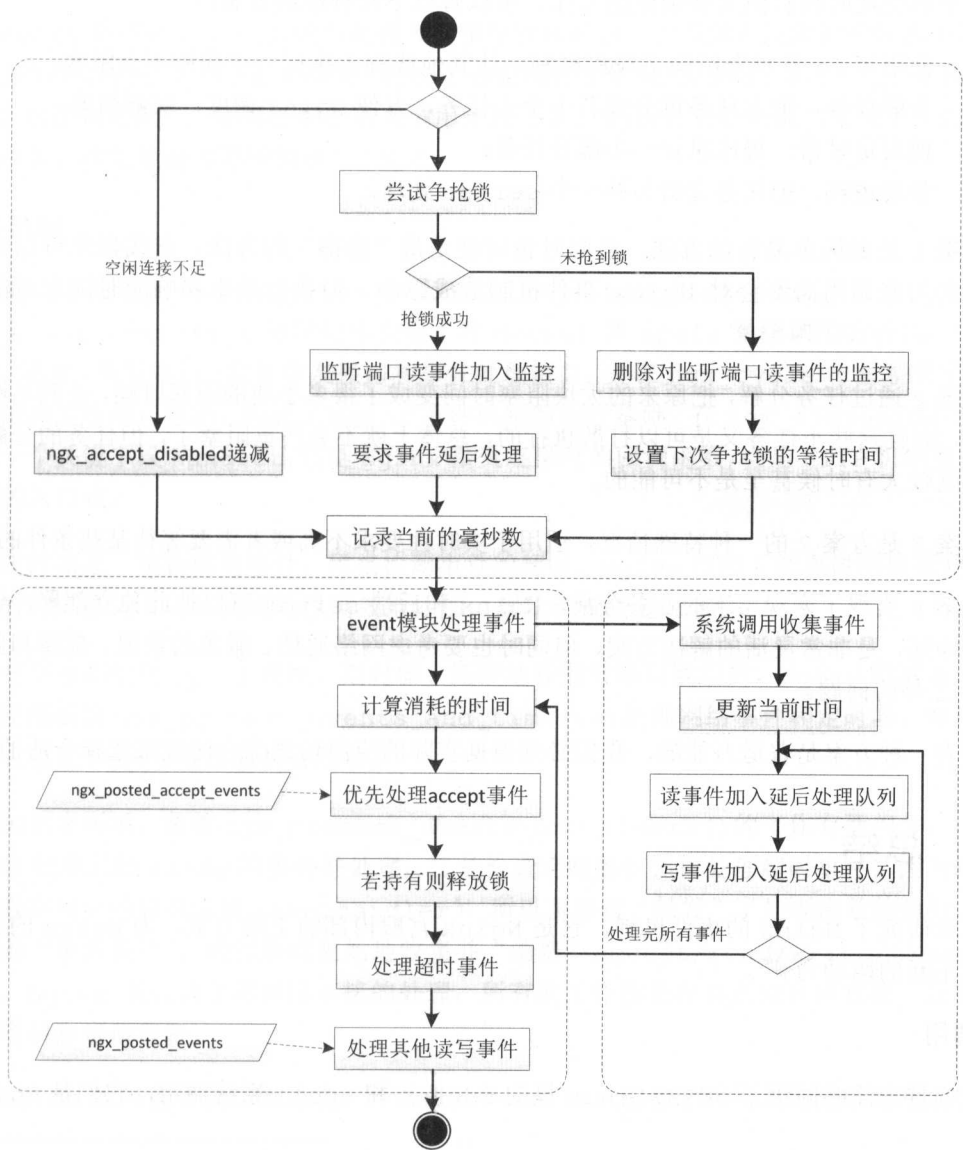 尝试争抢锁
空闲连接不足
未抢到锁
抢锁成功
监听端口读事件加入监控
删除对监听端口读事件的监控
ngx_accept_disabled递减
要求事件延后处理
设置下次争抢锁的等待时间
记录当前的毫秒数
event模块处理事件
系统调用收集事件
计算消耗的时间
更新当前时间
ngx_posted_accept_events
优先处理accept事件
读事件加入延后处理队列
若持有则释放锁
写事件加入延后处理队列
处理完所有事件
处理超时事件
ngx_posted_events
处理其他读写事件